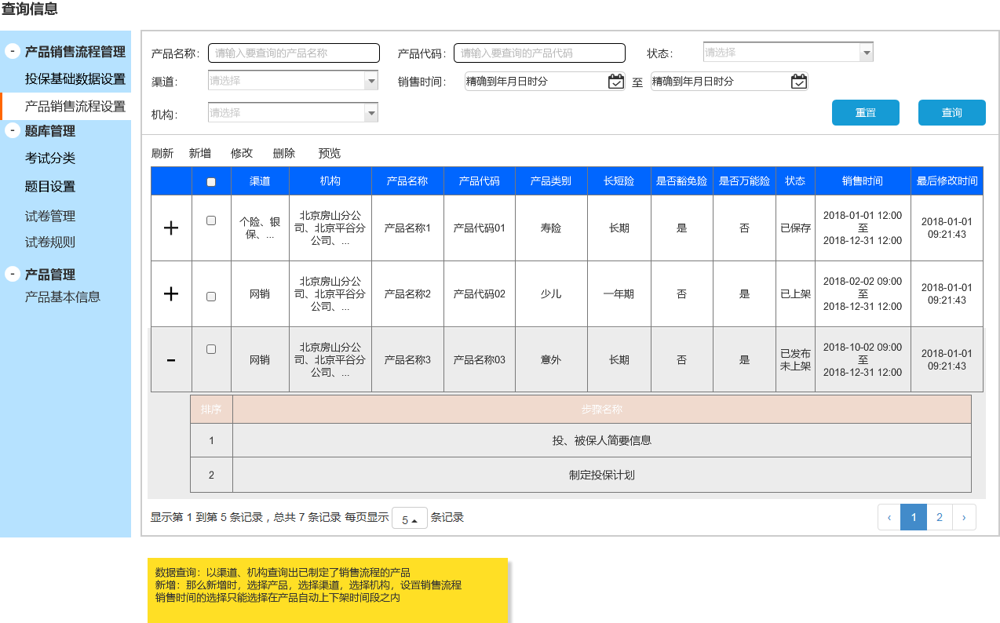 查询信息
- 产品销售流程管理
投保基础数据设置
产品销售流程设置
- 题库管理
考试分类
题目设置
试卷管理
试卷规则
- 产品管理
产品基本信息
产品名称: 请输入要查询的产品名称 产品代码: 请输入要查询的产品代码 状态: 请选择
渠道: 请选择 销售时间: 精确到年月日时分 至 精确到年月日时分
机构: 请选择 重置 查询
刷新 新增 修改 删除 预览
渠道 机构 产品名称 产品代码 产品类别 长短险 是否豁免险 是否万能险 状态 销售时间 最后修改时间
+ 个险、银保、... 北京房山分公司、北京平谷分公司、... 产品名称1 产品代码01 寿险 长期 是 否 已保存 2018-01-01 12:00 至 2018-12-31 12:00 2018-01-01 09:21:43
+ 网销 北京房山分公司、北京平谷分公司、... 产品名称2 产品代码02 少儿 一年期 否 是 已上架 2018-02-02 09:00 至 2018-12-31 12:00 2018-01-01 09:21:43
- 网销 北京房山分公司、北京平谷分公司、... 产品名称3 产品名称03 意外 长期 否 是 已发布未上架 2018-10-02 09:00 至 2018-12-31 12:00 2018-01-01 09:21:43
排序 步骤名称
1 投、被保人简要信息
2 制定投保计划
显示第 1 到第 5 条记录，总共 7 条记录 每页显示 5 条记录 ‹ 1 2 ›
数据查询：以渠道、机构查询出已制定了销售流程的产品
新增：那么新增时，选择产品，选择渠道，选择机构，设置销售流程
销售时间的选择只能选择在产品自动上下架时间段之内